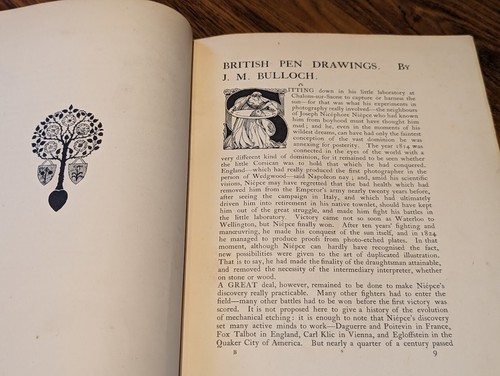 BRITISH PEN DRAWINGS. By
J. M. BULLOCH.
SITTING down in his little laboratory at
Chalons-sur-Saone to capture or harness the
sun—for that was what his experiments in
photography really involved—the neighbours
of Joseph Nicéphore Niépce who had known
him from boyhood must have thought him
mad; and he, even in the moments of his
wildest dreams, can have had only the faintest
conception of the vast dominion he was
annexing for posterity. The year 1814 was
connected in the eyes of the world with a
very different kind of dominion, for it remained to be seen whether
the little Corsican was to hold that which he had conquered.
England—which had really produced the first photographer in the
person of Wedgwood—said Napoleon nay; and, amid his scientific
visions, Niépce may have regretted that the bad health which had
removed him from the Emperor's army nearly twenty years before,
after seeing the campaign in Italy, and which had ultimately
driven him into retirement in his native townlet, should have kept
him out of the great struggle, and made him fight his battles in
the little laboratory. Victory came not so soon as Waterloo to
Wellington, but Niépce finally won. After ten years' fighting and
manœuvring, he made his conquest of the sun itself, and in 1824
he managed to produce proofs from photo-etched plates. In that
moment, although Niépce can hardly have recognised the fact,
new possibilities were given to the art of duplicated illustration.
That is to say, he had made the finality of the draughtsman attainable,
and removed the necessity of the intermediary interpreter, whether
on stone or wood.
A GREAT deal, however, remained to be done to make Niépce's
discovery really practicable. Many other fighters had to enter the
field—many other battles had to be won before the first victory was
scored. It is not proposed here to give a history of the evolution
of mechanical etching: it is enough to note that Niépce's discovery
set many active minds to work—Daguerre and Poitevin in France,
Fox Talbot in England, Carl Klic in Vienna, and Egloffstein in the
Quaker City of America. But nearly a quarter of a century passed
B 9